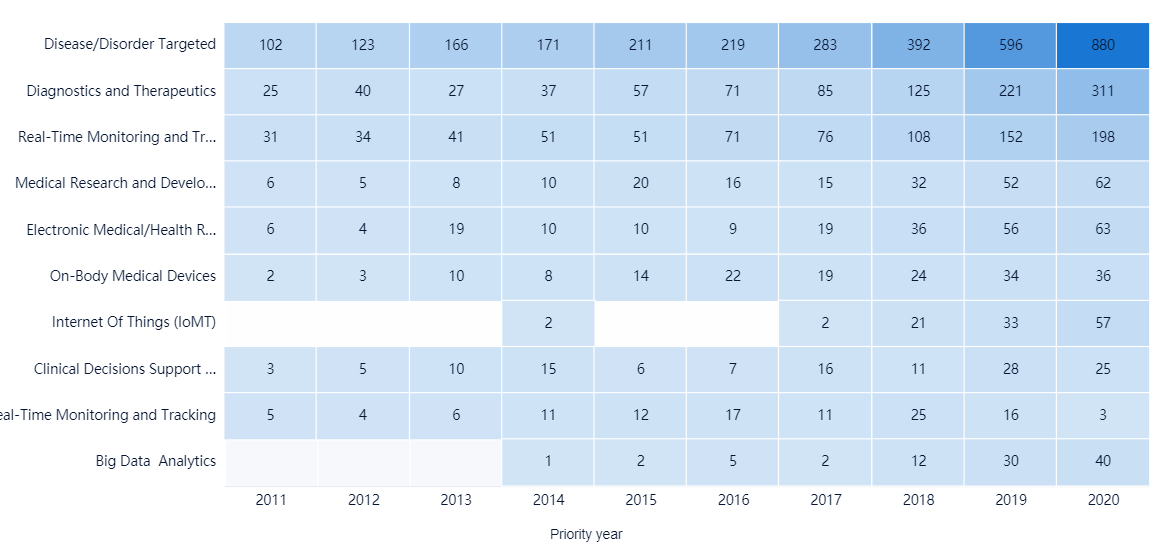 Disease/Disorder Targeted 102 123 166 171 211 219 283 392 596 880
Diagnostics and Therapeutics 25 40 27 37 57 71 85 125 221 311
Real-Time Monitoring and Tr... 31 34 41 51 51 71 76 108 152 198
Medical Research and Develo... 6 5 8 10 20 16 15 32 52 62
Electronic Medical/Health R... 6 4 19 10 10 9 19 36 56 63
On-Body Medical Devices 2 3 10 8 14 22 19 24 34 36
Internet Of Things (IoMT) 2 2 21 33 57
Clinical Decisions Support ... 3 5 10 15 6 7 16 11 28 25
eal-Time Monitoring and Tracking 5 4 6 11 12 17 11 25 16 3
Big Data Analytics 1 2 5 2 12 30 40
2011 2012 2013 2014 2015 2016 2017 2018 2019 2020
Priority year